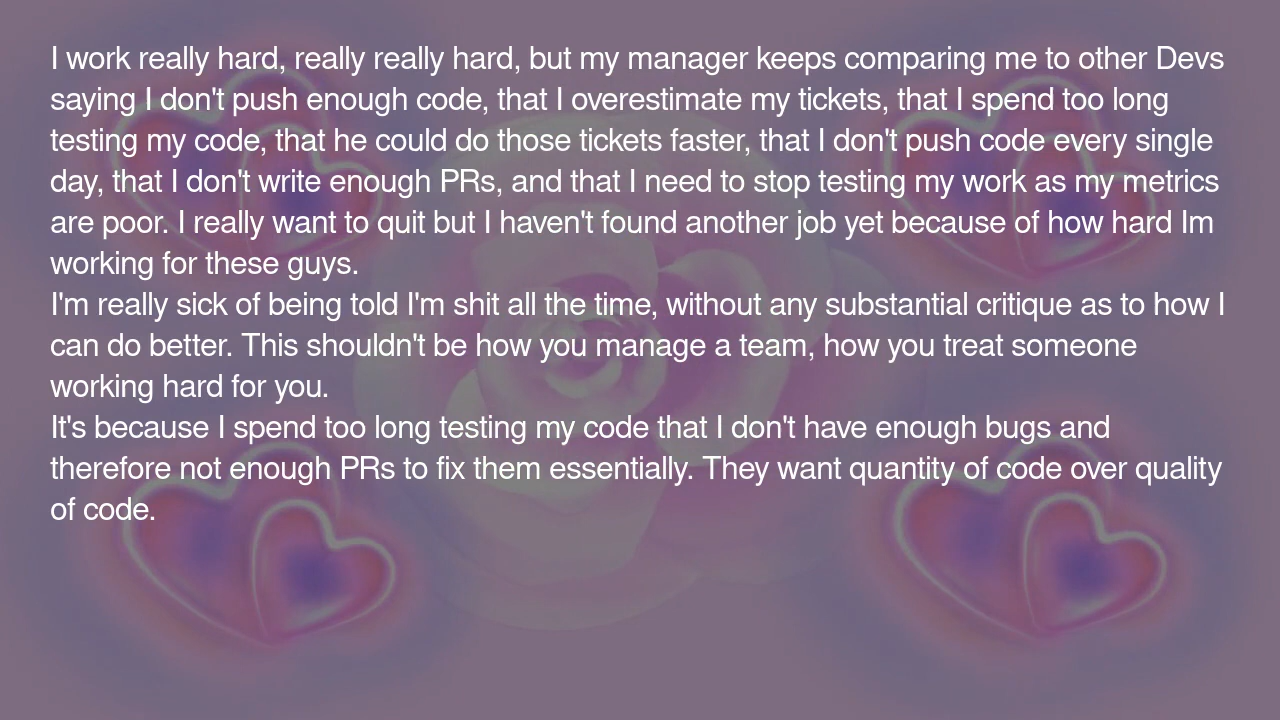 I work really hard, really really hard, but my manager keeps comparing me to other Devs
saying I don't push enough code, that I overestimate my tickets, that I spend too long
testing my code, that he could do those tickets faster, that I don't push code every single
day, that I don't write enough PRs, and that I need to stop testing my work as my metrics
are poor. I really want to quit but I haven't found another job yet because of how hard Im
working for these guys.
I'm really sick of being told I'm shit all the time, without any substantial critique as to how I
can do better. This shouldn't be how you manage a team, how you treat someone
working hard for you.
It's because I spend too long testing my code that I don't have enough bugs and
therefore not enough PRs to fix them essentially. They want quantity of code over quality
of code.